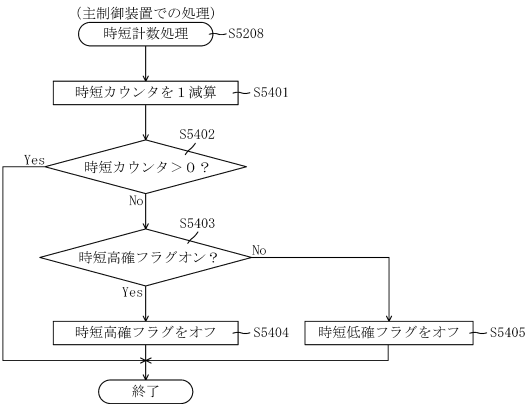 (主制御装置での処理)
時短計数処理
S5208
時短カウンタを1減算
S5401
S5402
時短カウンタ>0?
Yes
No
S5403
時短高確フラグオン?
No
Yes
時短高確フラグをオフ
S5404
時短低確フラグをオフ
S5405
終了